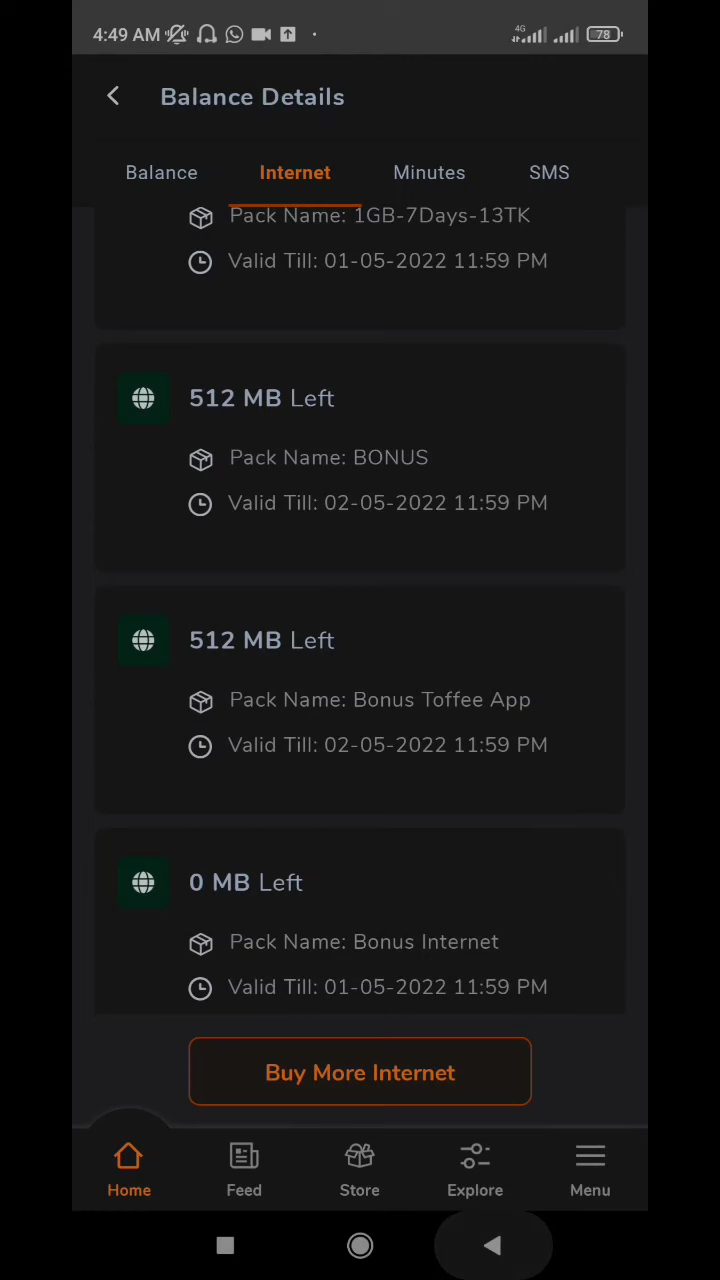 4:49 AM
4G
78
Balance Details
Balance
Internet
Minutes
SMS
Pack Name: 1GB-7Days-13TK
Valid Till: 01-05-2022 11:59 PM
512 MB Left
Pack Name: BONUS
Valid Till: 02-05-2022 11:59 PM
512 MB Left
Pack Name: Bonus Toffee App
Valid Till: 02-05-2022 11:59 PM
0 MB Left
Pack Name: Bonus Internet
Valid Till: 01-05-2022 11:59 PM
Buy More Internet
Home
Feed
Store
Explore
Menu